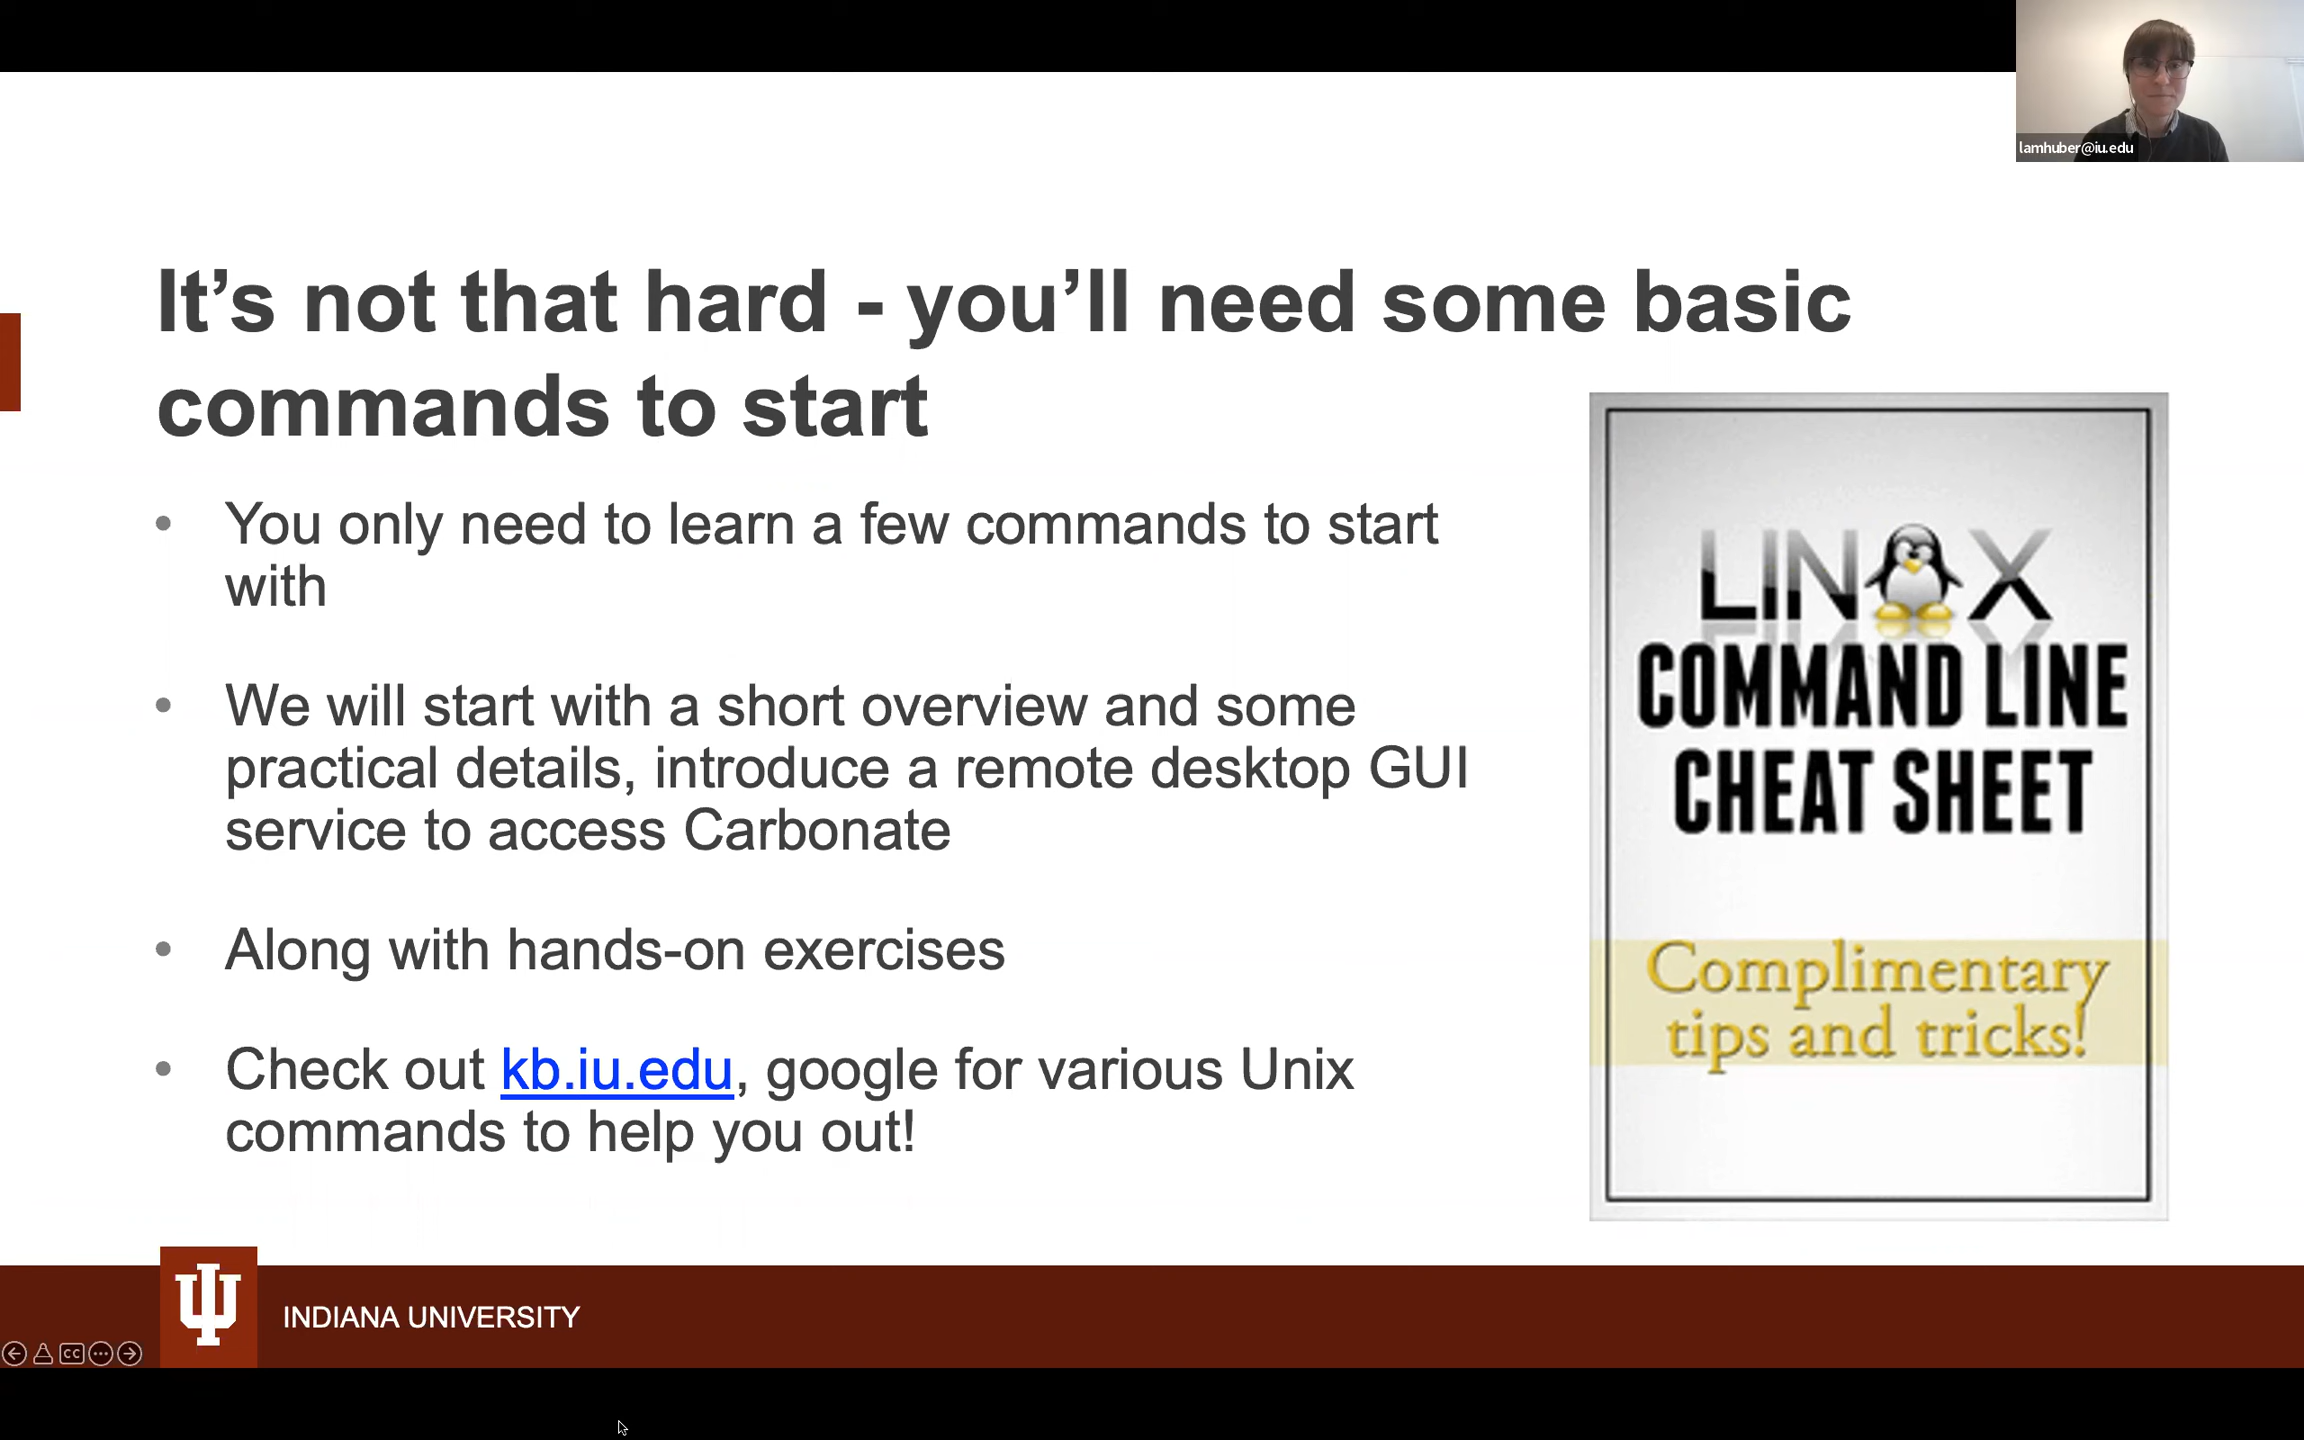 lamhuber@iu.edu
It’s not that hard - you’ll need some basic
commands to start
• You only need to learn a few commands to start
with
• We will start with a short overview and some
practical details, introduce a remote desktop GUI
service to access Carbonate
• Along with hands-on exercises
• Check out kb.iu.edu, google for various Unix
commands to help you out!
LINUX
COMMAND LINE
CHEAT SHEET
Complimentary
tips and tricks!
INDIANA UNIVERSITY
CC